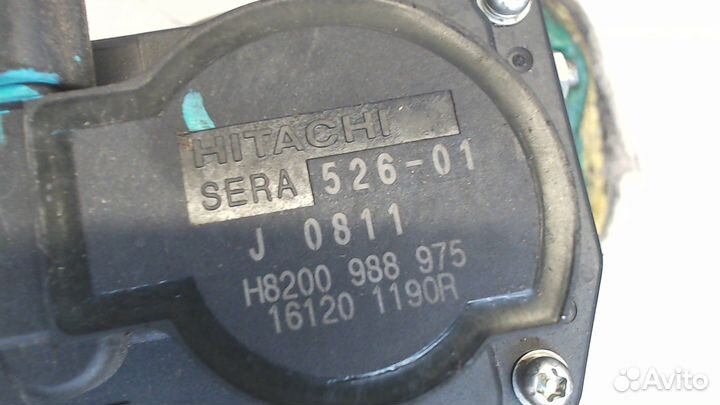 HITACHI
SERA 526-01
J 0811
H8200 988 975
16120 1190R
Avito